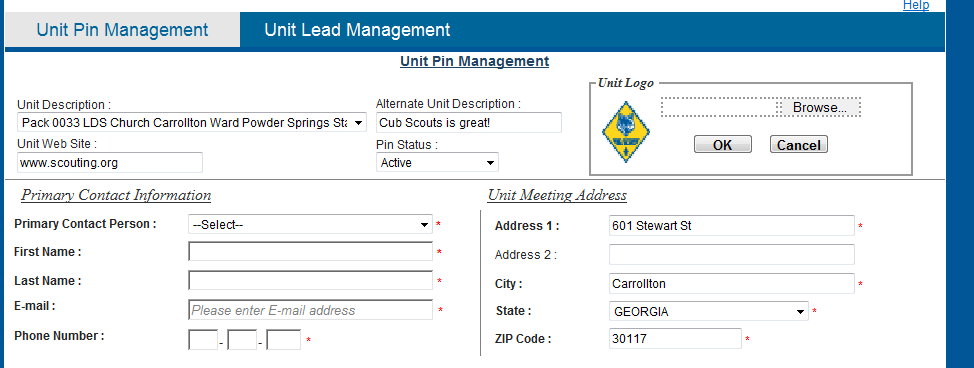 Help
Unit Pin Management
Unit Lead Management
Unit Pin Management
Unit Logo
Unit Description :
Alternate Unit Description :
Browse...
Pack 0033 LDS Church Carrollton Ward Powder Springs Sta
Cub Scouts is great!
Unit Web Site :
Pin Status :
OK
Cancel
www.scouting.org
Active
Primary Contact Information
Primary Contact Person :
--Select--
*
First Name :
*
Last Name :
*
E-mail :
Please enter E-mail address
*
Phone Number :
- -
*
Unit Meeting Address
Address 1 :
601 Stewart St
*
Address 2 :
City :
Carrollton
*
State :
GEORGIA
*
ZIP Code :
30117
*